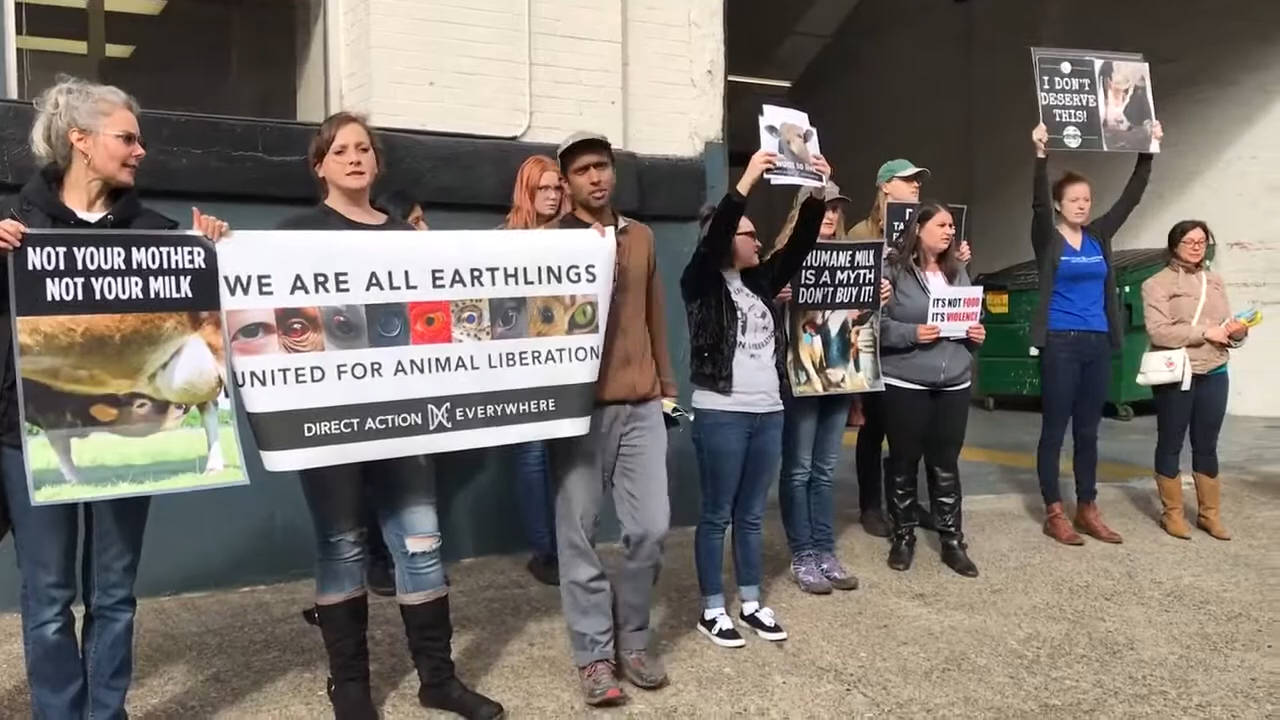 NOT YOUR MOTHER
NOT YOUR MILK
WE ARE ALL EARTHLINGS
UNITED FOR ANIMAL LIBERATION
DIRECT ACTION EVERYWHERE
HUMANE MILK
IS A MYTH
DON'T BUY IT!
IT'S NOT FOOD
IT'S VIOLENCE
I DON'T
DESERVE
THIS!